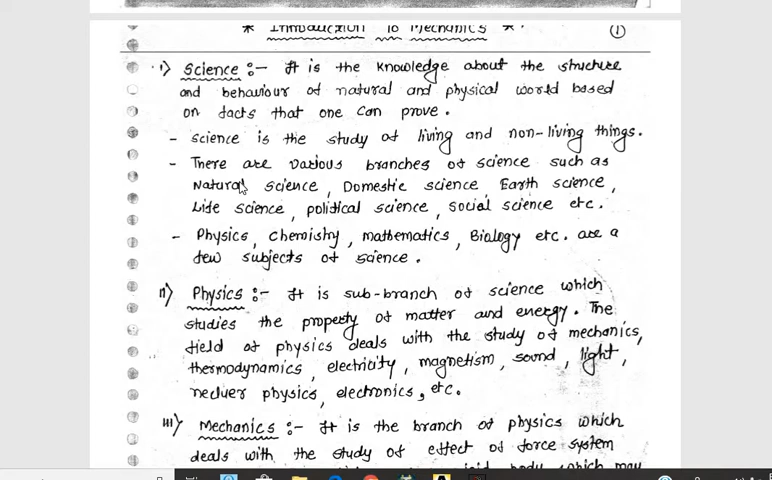 * Introduction to Mechanics * 1
i) Science :- It is the knowledge about the structure
and behaviour of natural and physical world based
on facts that one can prove.
- science is the study of living and non-living things.
- There are various branches of science such as
Natural science, Domestic science, Earth science,
Life science, political science, social science etc.
- Physics, Chemistry, mathematics, Biology etc. are a
few subjects of science.
ii) Physics :- It is sub-branch of science which
studies the property of matter and energy. The
field of physics deals with the study of mechanics,
thermodynamics, electricity, magnetism, sound, light,
necluer physics, electronics, etc.
iii) Mechanics :- It is the branch of physics which
deals with the study of effect of force system
body which may